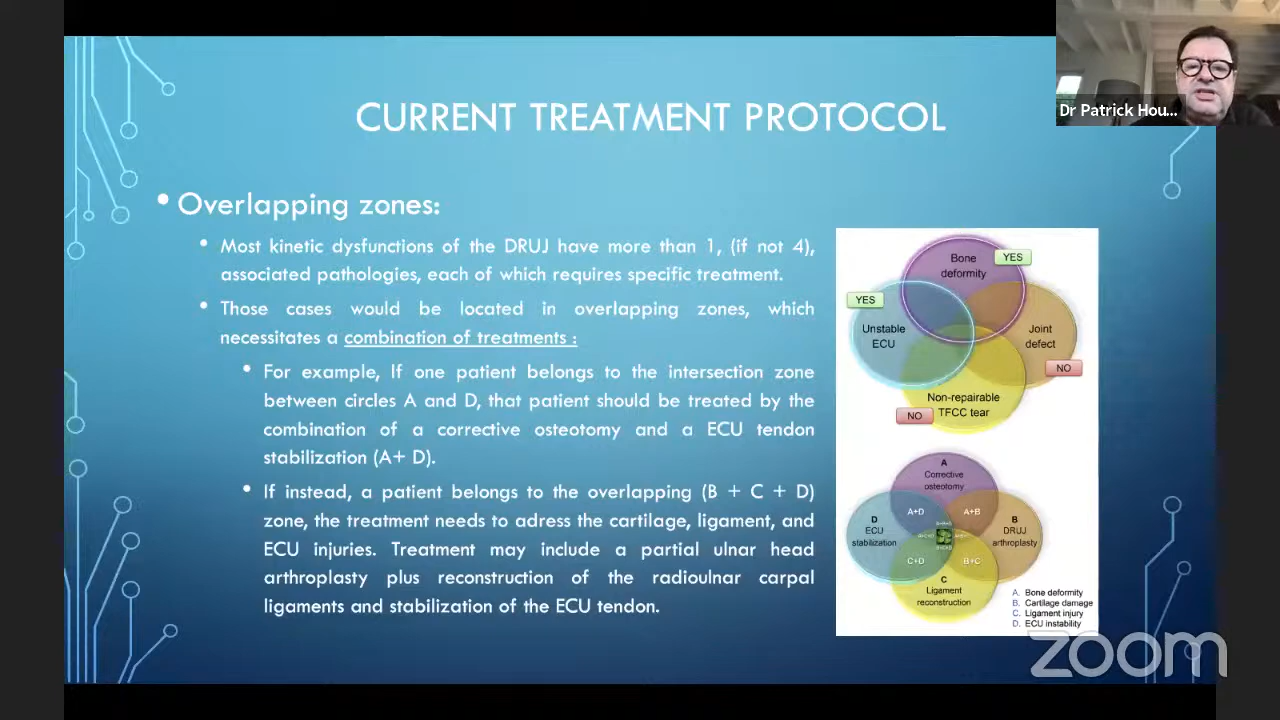 Dr Patrick Hou...
CURRENT TREATMENT PROTOCOL
• Overlapping zones:
• Most kinetic dysfunctions of the DRUJ have more than 1, (if not 4),
associated pathologies, each of which requires specific treatment.
• Those cases would be located in overlapping zones, which
necessitates a combination of treatments :
• For example, If one patient belongs to the intersection zone
between circles A and D, that patient should be treated by the
combination of a corrective osteotomy and a ECU tendon
stabilization (A+ D).
• If instead, a patient belongs to the overlapping (B + C + D)
zone, the treatment needs to adress the cartilage, ligament, and
ECU injuries. Treatment may include a partial ulnar head
arthroplasty plus reconstruction of the radioulnar carpal
ligaments and stabilization of the ECU tendon.
Bone
deformity
YES
YES
Unstable
ECU
Joint
defect
NO
Non-repairable
TFCC tear
NO
A
Corrective
osteotomy
A+D
A+B
D
ECU
stabilization
B
DRUJ
arthroplasty
C+D
B+C
C
Ligament
reconstruction
A. Bone deformity
B. Cartilage damage
C. Ligament injury
D. ECU instability
zoom